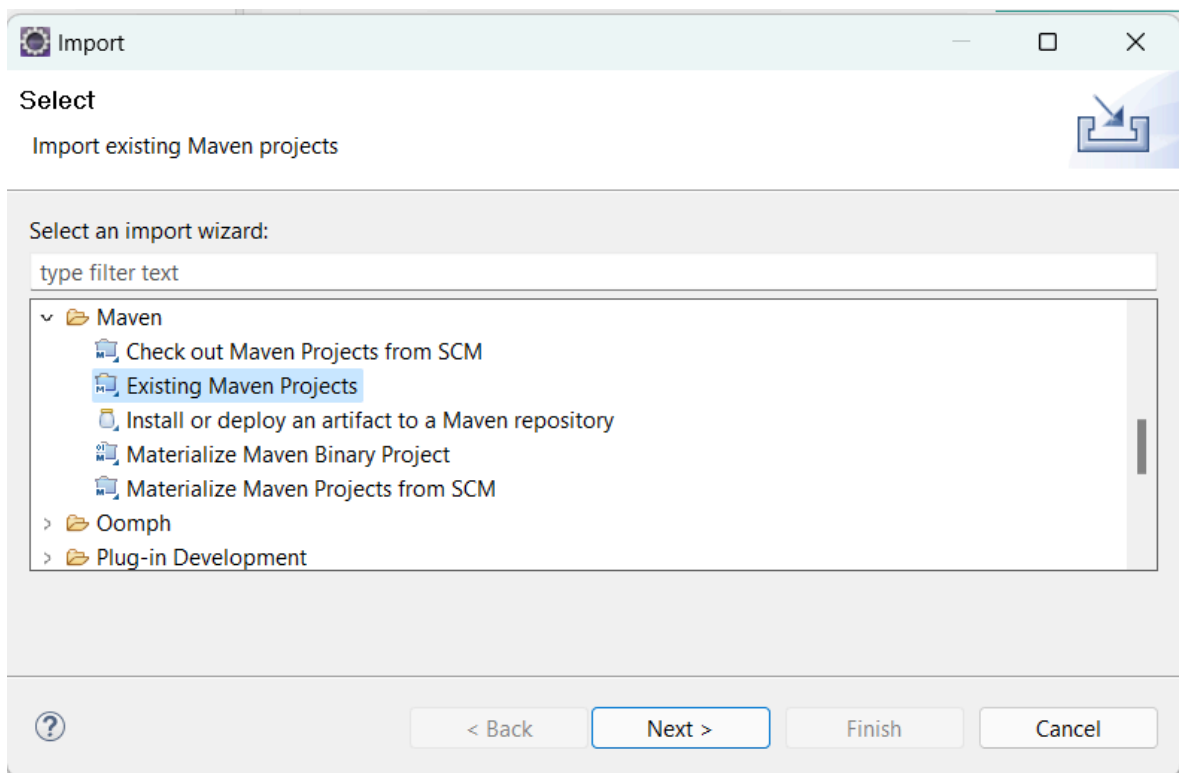 Import
Select
Import existing Maven projects
Select an import wizard:
type filter text
Maven
Check out Maven Projects from SCM
Existing Maven Projects
Install or deploy an artifact to a Maven repository
Materialize Maven Binary Project
Materialize Maven Projects from SCM
Oomph
Plug-in Development
< Back Next > Finish Cancel